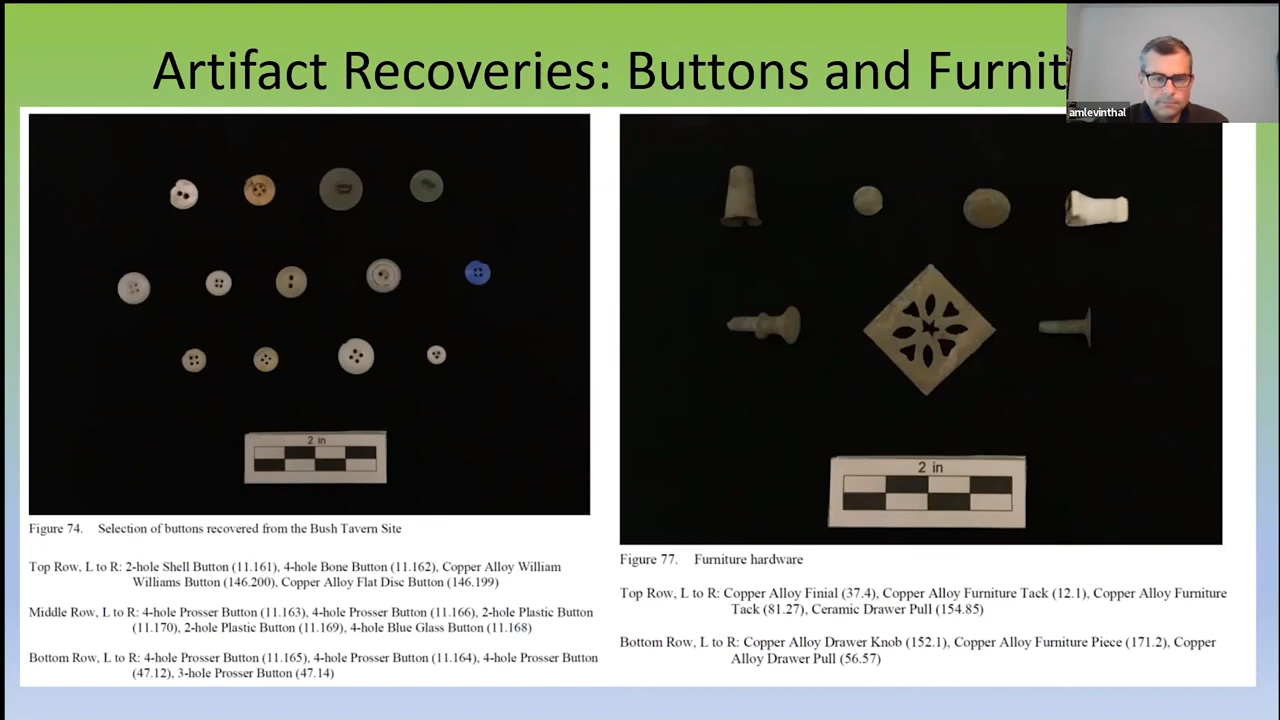 Artifact Recoveries: Buttons and Furnit
amlevinthal
2 in
Figure 74. Selection of buttons recovered from the Bush Tavern Site
Top Row, L to R: 2-hole Shell Button (11.161), 4-hole Bone Button (11.162), Copper Alloy William
Williams Button (146.200), Copper Alloy Flat Disc Button (146.199)
Middle Row, L to R: 4-hole Prosser Button (11.163), 4-hole Prosser Button (11.166), 2-hole Plastic Button
(11.170), 2-hole Plastic Button (11.169), 4-hole Blue Glass Button (11.168)
Bottom Row, L to R: 4-hole Prosser Button (11.165), 4-hole Prosser Button (11.164), 4-hole Prosser Button
(47.12), 3-hole Prosser Button (47.14)
2 in
Figure 77. Furniture hardware
Top Row, L to R: Copper Alloy Finial (37.4), Copper Alloy Furniture Tack (12.1), Copper Alloy Furniture
Tack (81.27), Ceramic Drawer Pull (154.85)
Bottom Row, L to R: Copper Alloy Drawer Knob (152.1), Copper Alloy Furniture Piece (171.2), Copper
Alloy Drawer Pull (56.57)